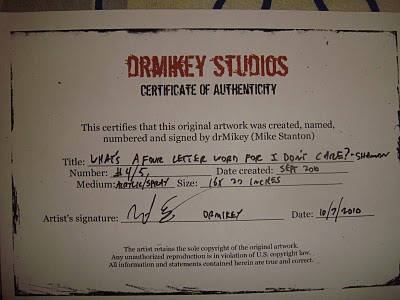 DRMIKEY STUDIOS
CERTIFICATE OF AUTHENTICITY
This certifies that this original artwork was created, named,
numbered and signed by drMikey (Mike Stanton)
Title: WHAT'S A FOUR LETTER WORD FOR I DON'T CARE? - SHANNON
Number: #4/5 Date created: SEPT 2010
Medium: ACRYLIC/SPRAY Size: 16 x 20 INCHES
Artist's signature: DRMIKEY Date: 10/7/2010
The artist retains the sole copyright of the original artwork.
Any unauthorized reproduction is in violation of U.S. copyright law.
All information and statements contained herein are true and correct.